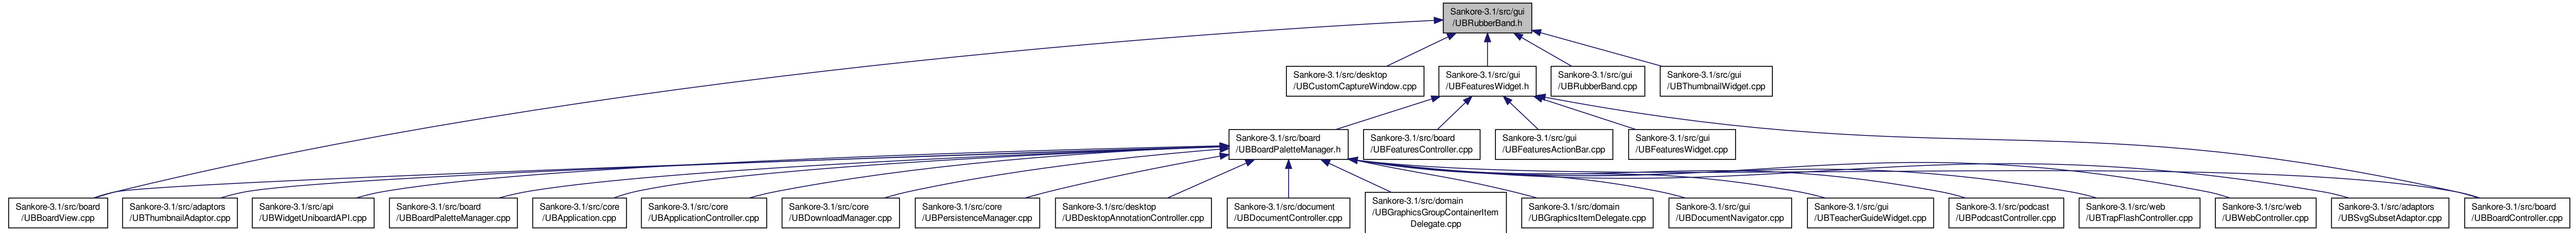 Sankore-3.1/src/gui
/UBRubberBand.h
Sankore-3.1/src/desktop
/UBCustomCaptureWindow.cpp
Sankore-3.1/src/gui
/UBFeaturesWidget.h
Sankore-3.1/src/gui
/UBRubberBand.cpp
Sankore-3.1/src/gui
/UBThumbnailWidget.cpp
Sankore-3.1/src/board
/UBBoardPaletteManager.h
Sankore-3.1/src/board
/UBFeaturesController.cpp
Sankore-3.1/src/gui
/UBFeaturesActionBar.cpp
Sankore-3.1/src/gui
/UBFeaturesWidget.cpp
Sankore-3.1/src/board
/UBBoardView.cpp
Sankore-3.1/src/adaptors
/UBThumbnailAdaptor.cpp
Sankore-3.1/src/api
/UBWidgetUniboardAPI.cpp
Sankore-3.1/src/board
/UBBoardPaletteManager.cpp
Sankore-3.1/src/core
/UBApplication.cpp
Sankore-3.1/src/core
/UBApplicationController.cpp
Sankore-3.1/src/core
/UBDownloadManager.cpp
Sankore-3.1/src/core
/UBPersistenceManager.cpp
Sankore-3.1/src/desktop
/UBDesktopAnnotationController.cpp
Sankore-3.1/src/document
/UBDocumentController.cpp
Sankore-3.1/src/domain
/UBGraphicsGroupContainerItem
Delegate.cpp
Sankore-3.1/src/domain
/UBGraphicsItemDelegate.cpp
Sankore-3.1/src/gui
/UBDocumentNavigator.cpp
Sankore-3.1/src/gui
/UBTeacherGuideWidget.cpp
Sankore-3.1/src/podcast
/UBPodcastController.cpp
Sankore-3.1/src/web
/UBTrapFlashController.cpp
Sankore-3.1/src/web
/UBWebController.cpp
Sankore-3.1/src/adaptors
/UBSvgSubsetAdaptor.cpp
Sankore-3.1/src/board
/UBBoardController.cpp